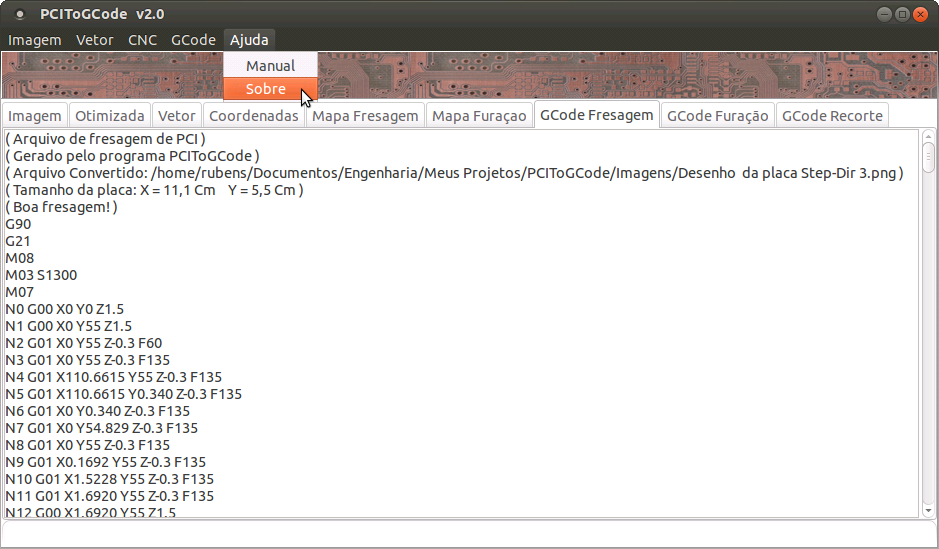 PCIToGCode v2.0
Imagem Vetor CNC GCode Ajuda
Manual
Sobre
Imagem Otimizada Vetor Coordenadas Mapa Fresagem Mapa Furaçao GCode Fresagem GCode Furação GCode Recorte
( Arquivo de fresagem de PCI )
( Gerado pelo programa PCIToGCode )
( Arquivo Convertido: /home/rubens/Documentos/Engenharia/Meus Projetos/PCIToGCode/Imagens/Desenho  da placa Step-Dir 3.png )
( Tamanho da placa: X = 11,1 Cm    Y = 5,5 Cm )
( Boa fresagem! )
G90
G21
M08
M03 S1300
M07
N0 G00 X0 Y0 Z1.5
N1 G00 X0 Y55 Z1.5
N2 G01 X0 Y55 Z-0.3 F60
N3 G01 X0 Y55 Z-0.3 F135
N4 G01 X110.6615 Y55 Z-0.3 F135
N5 G01 X110.6615 Y0.340 Z-0.3 F135
N6 G01 X0 Y0.340 Z-0.3 F135
N7 G01 X0 Y54.829 Z-0.3 F135
N8 G01 X0 Y55 Z-0.3 F135
N9 G01 X0.1692 Y55 Z-0.3 F135
N10 G01 X1.5228 Y55 Z-0.3 F135
N11 G01 X1.6920 Y55 Z-0.3 F135
N12 G00 X1.6920 Y55 Z1.5